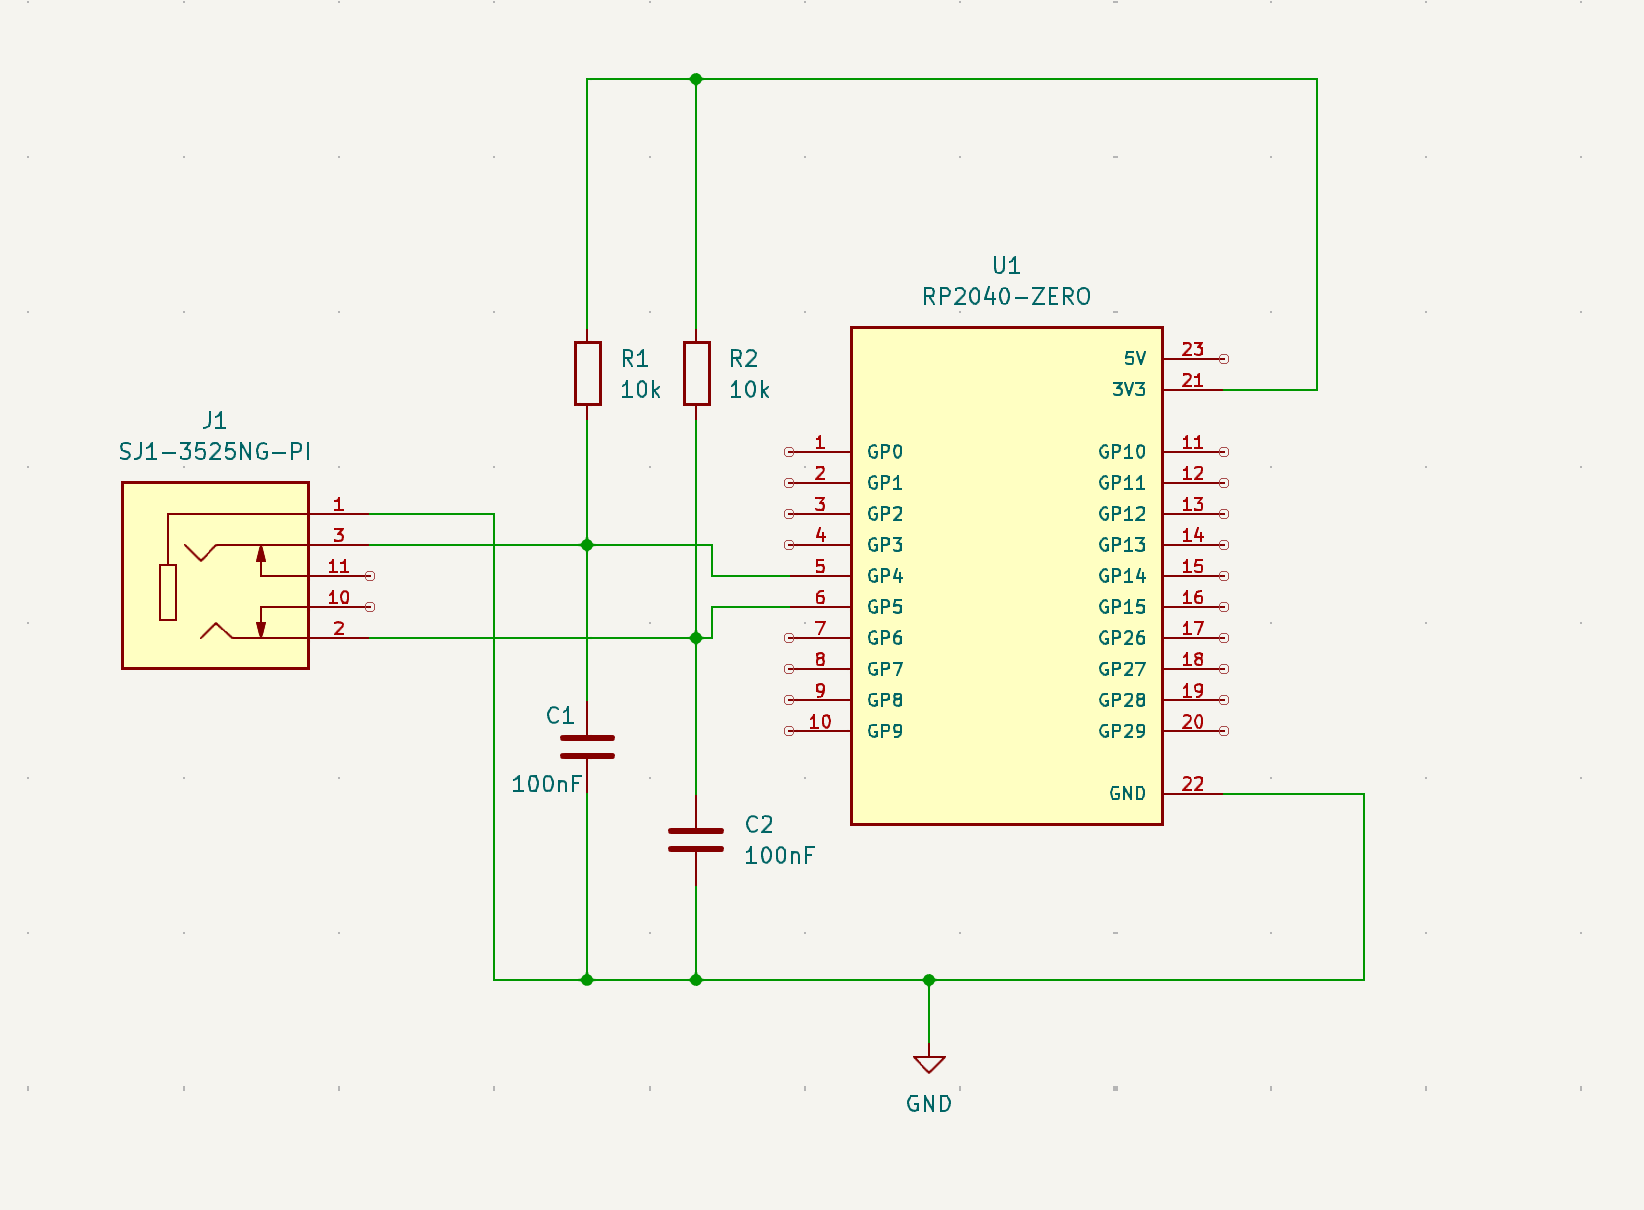 U1
RP2040-ZERO
R1
10k
R2
10k
J1
SJ1-3525NG-PI
1
3
11
10
2
5V 23
3V3 21
1 GP0 GP10 11
2 GP1 GP11 12
3 GP2 GP12 13
4 GP3 GP13 14
5 GP4 GP14 15
6 GP5 GP15 16
7 GP6 GP26 17
8 GP7 GP27 18
9 GP8 GP28 19
10 GP9 GP29 20
GND 22
C1
100nF
C2
100nF
GND